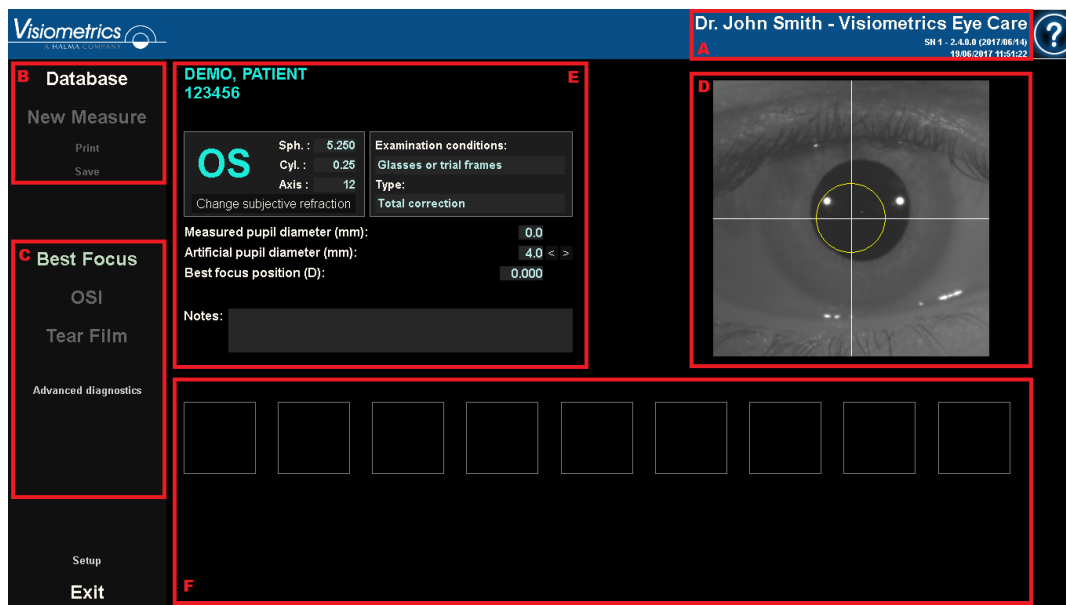 Visiometrics
A HALMA COMPANY
Dr. John Smith - Visiometrics Eye Care
A
SN 1 - 2.4.0.0 (2017/06/14)
19/06/2017 11:51:22
?
B
Database
New Measure
Print
Save
C
Best Focus
OSI
Tear Film
Advanced diagnostics
Setup
Exit
E
DEMO, PATIENT
123456
OS
Sph. : 5.250
Cyl. : 0.25
Axis : 12
Change subjective refraction
Examination conditions:
Glasses or trial frames
Type:
Total correction
Measured pupil diameter (mm): 0.0
Artificial pupil diameter (mm): 4.0 < >
Best focus position (D): 0.000
Notes:
D
F